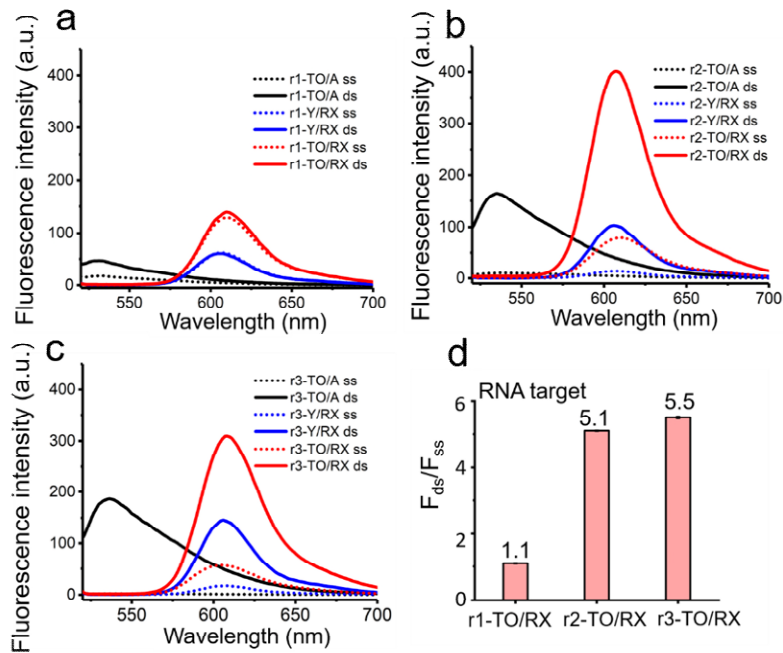 a
Fluorescence intensity (a.u.)
400
300
200
100
0
r1-TO/A ss
r1-TO/A ds
r1-Y/RX ss
r1-Y/RX ds
r1-TO/RX ss
r1-TO/RX ds
550
600
650
700
Wavelength (nm)
b
Fluorescence intensity (a.u.)
400
300
200
100
0
r2-TO/A ss
r2-TO/A ds
r2-Y/RX ss
r2-Y/RX ds
r2-TO/RX ss
r2-TO/RX ds
550
600
650
700
Wavelength (nm)
c
Fluorescence intensity (a.u.)
400
300
200
100
0
r3-TO/A ss
r3-TO/A ds
r3-Y/RX ss
r3-Y/RX ds
r3-TO/RX ss
r3-TO/RX ds
550
600
650
700
Wavelength (nm)
d
RNA target
Fds/Fss
6
4
2
0
1.1
5.1
5.5
r1-TO/RX
r2-TO/RX
r3-TO/RX